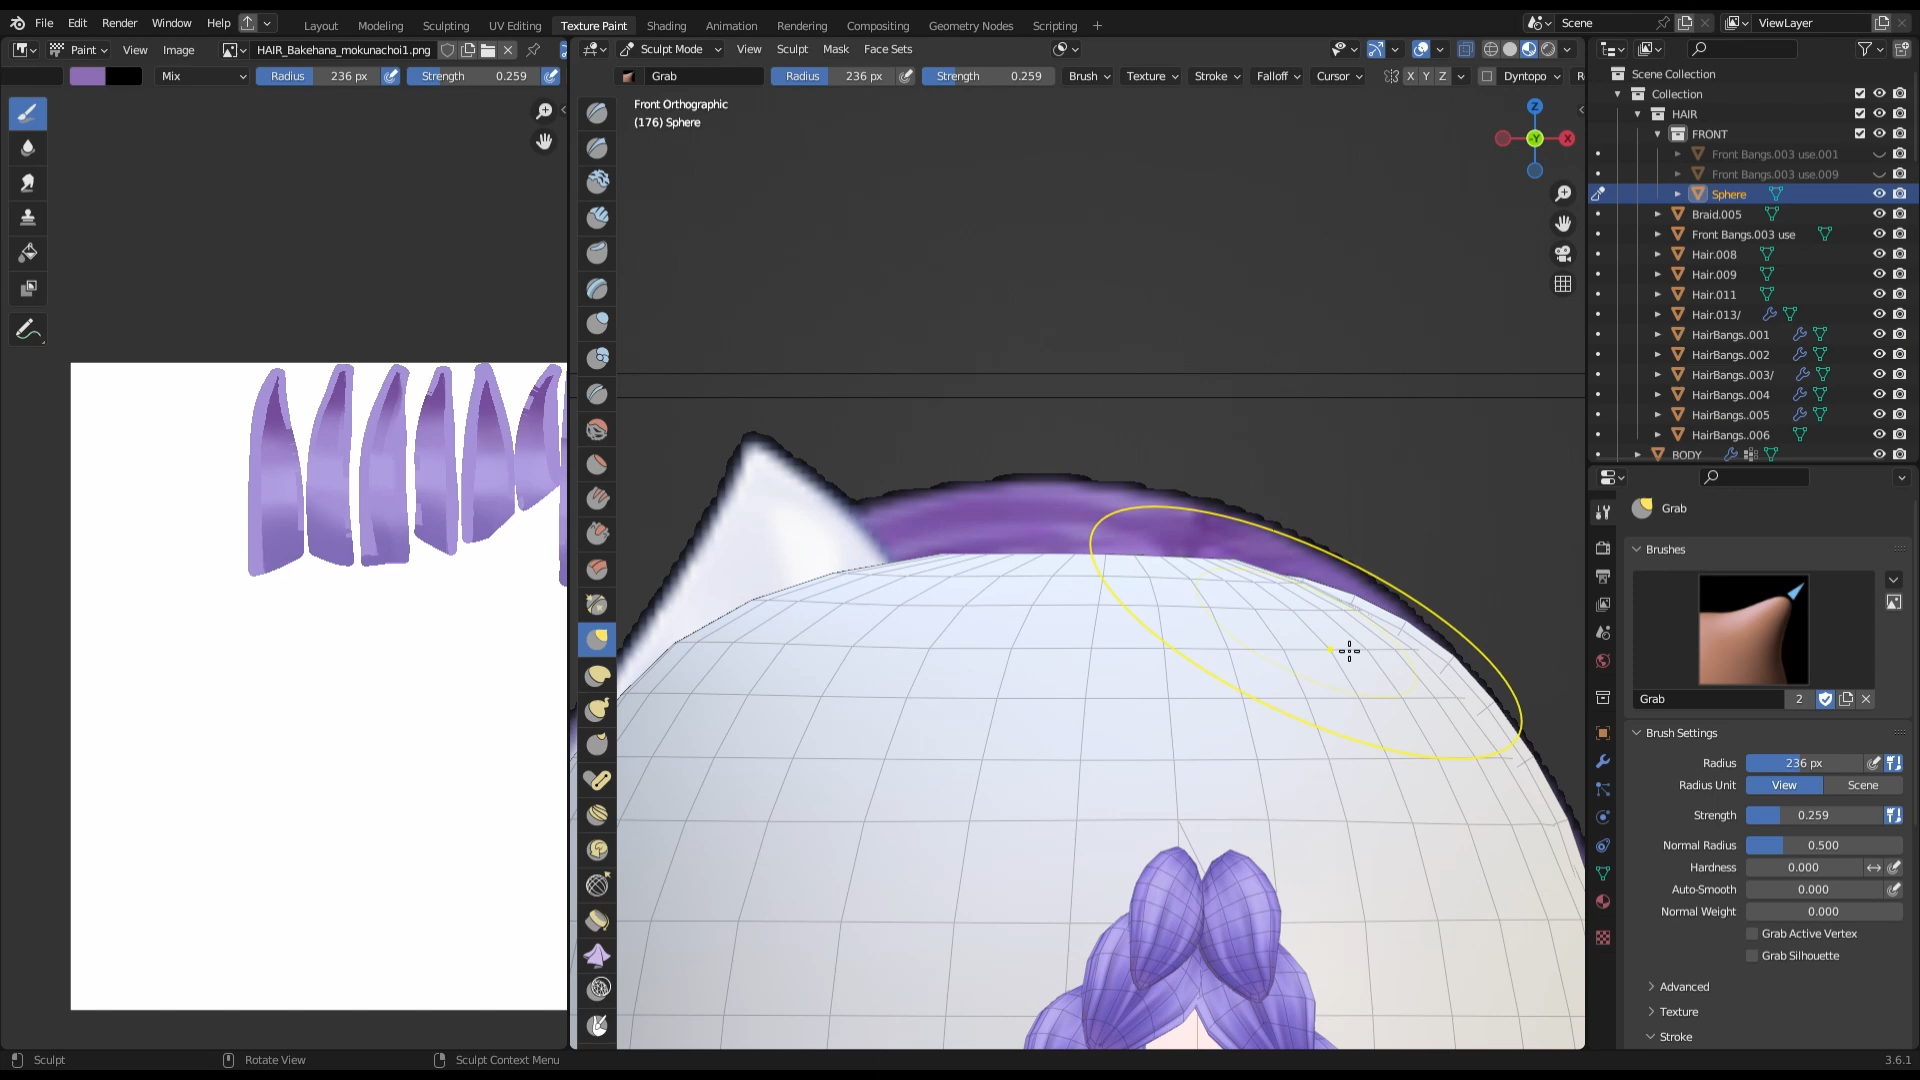 File Edit Render Window Help
Layout Modeling Sculpting UV Editing Texture Paint Shading Animation Rendering Compositing Geometry Nodes Scripting +
Scene
ViewLayer
Paint View Image HAIR_Bakehana_mokunachoi1.png
Sculpt Mode View Sculpt Mask Face Sets
Mix Radius 236 px Strength 0.259
Grab Radius 236 px Strength 0.259 Brush Texture Stroke Falloff Cursor X Y Z Dyntopo R
Front Orthographic
(176) Sphere
Z
-Y
X
Scene Collection
Collection
HAIR
FRONT
Front Bangs.003 use.001
Front Bangs.003 use.009
Sphere
Braid.005
Front Bangs.003 use
Hair.008
Hair.009
Hair.011
Hair.013/
HairBangs..001
HairBangs..002
HairBangs..003/
HairBangs..004
HairBangs..005
HairBangs..006
BODY
Grab
Brushes
Grab 2
Brush Settings
Radius 236 px
Radius Unit View Scene
Strength 0.259
Normal Radius 0.500
Hardness 0.000
Auto-Smooth 0.000
Normal Weight 0.000
Grab Active Vertex
Grab Silhouette
Advanced
Texture
Stroke
Sculpt Rotate View Sculpt Context Menu 3.6.1